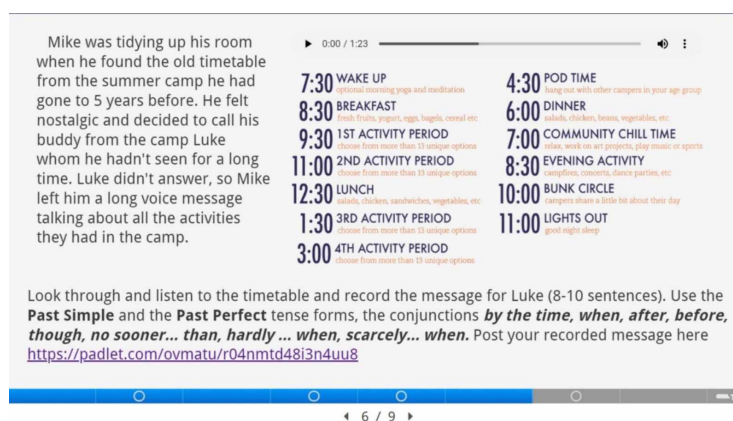 Mike was tidying up his room
when he found the old timetable
from the summer camp he had
gone to 5 years before. He felt
nostalgic and decided to call his
buddy from the camp Luke
whom he hadn't seen for a long
time. Luke didn't answer, so Mike
left him a long voice message
talking about all the activities
they had in the camp.
0:00 / 1:23
7:30 WAKE UP
optional morning yoga and meditation
8:30 BREAKFAST
fresh fruits, yogurt, eggs, bagels, cereal etc
9:30 1ST ACTIVITY PERIOD
choose from more than 13 unique options
11:00 2ND ACTIVITY PERIOD
choose from more than 13 unique options
12:30 LUNCH
salads, chicken, sandwiches, vegetables, etc
1:30 3RD ACTIVITY PERIOD
choose from more than 13 unique options
3:00 4TH ACTIVITY PERIOD
choose from more than 13 unique options
4:30 POD TIME
hang out with other campers in your age group
6:00 DINNER
salads, chicken, beans, vegetables, etc
7:00 COMMUNITY CHILL TIME
relax, work on art projects, play music or sports
8:30 EVENING ACTIVITY
campfires, concerts, dance parties, etc
10:00 BUNK CIRCLE
campers share a little bit about their day
11:00 LIGHTS OUT
good night sleep
Look through and listen to the timetable and record the message for Luke (8-10 sentences). Use the
Past Simple and the Past Perfect tense forms, the conjunctions by the time, when, after, before,
though, no sooner... than, hardly ... when, scarcely... when. Post your recorded message here
https://padlet.com/ovmatu/r04nmtd48i3n4uu8
6 / 9